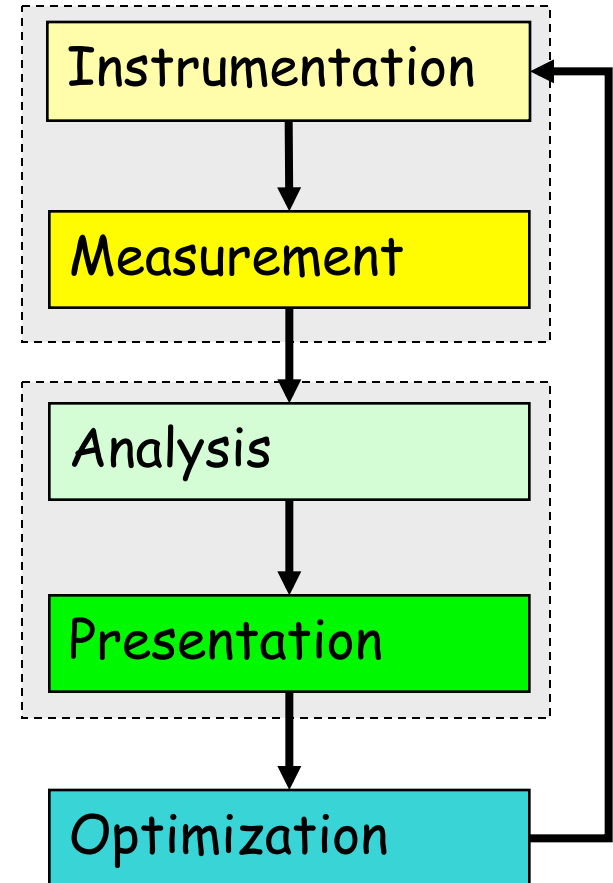 Instrumentation
Measurement
Analysis
Presentation
Optimization